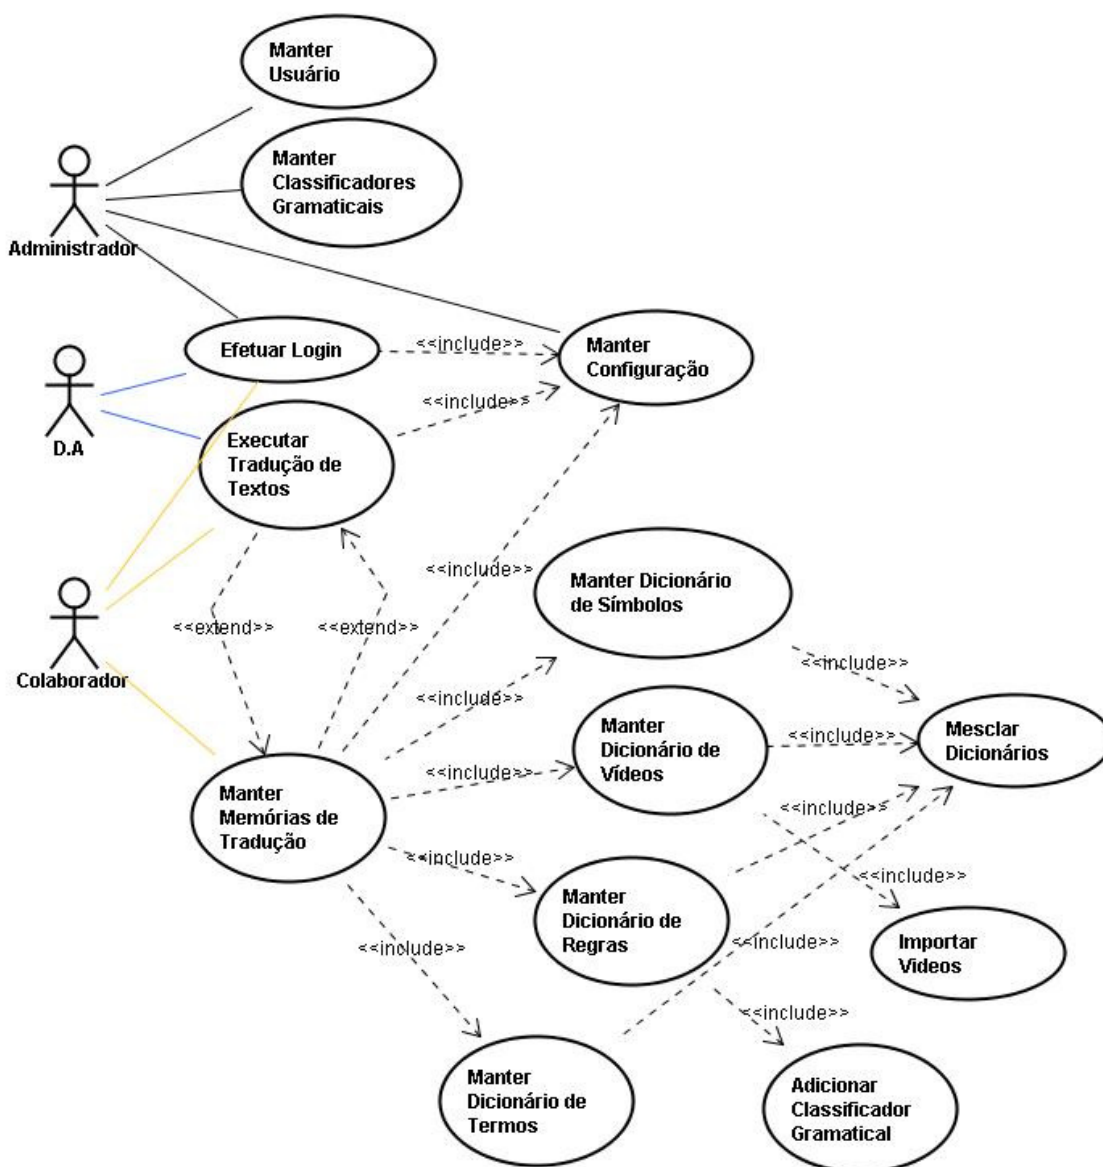 Manter
Usuário
Manter
Classificadores
Gramaticais
Administrador
Efetuar Login
<<include>>
Manter
Configuração
D.A
<<include>>
Executar
Tradução de
Textos
<<include>>
Manter Dicionário
de Símbolos
Colaborador
<<extend>>
<<extend>>
<<include>>
<<include>>
Manter
Dicionário de
Vídeos
<<include>>
Mesclar
Dicionários
<<include>>
Manter
Memórias de
Tradução
<<include>>
<<include>>
<<include>>
Manter
Dicionário de
Regras
<<include>>
<<include>>
Importar
Videos
<<include>>
Manter
Dicionário de
Termos
Adicionar
Classificador
Gramatical